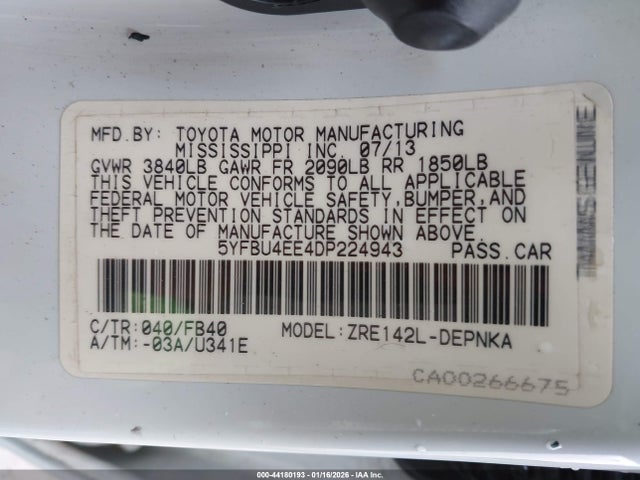 MFD.BY: TOYOTA MOTOR MANUFACTURING
MISSISSIPPI INC. 07/13
GVWR 3840LB GAWR FR 2090LB RR 1850LB
THIS VEHICLE CONFORMS TO ALL APPLICABLE
FEDERAL MOTOR VEHICLE SAFETY,BUMPER,AND
THEFT PREVENTION STANDARDS IN EFFECT ON
THE DATE OF MANUFACTURE SHOWN ABOVE.
5YFBU4EE4DP224943 PASS.CAR
C/TR:040/FB40 MODEL:ZRE142L-DEPNKA
A/TM:-03A/U341E
CA00266675
000-44180193 - 01/16/2026 - IAA Inc.